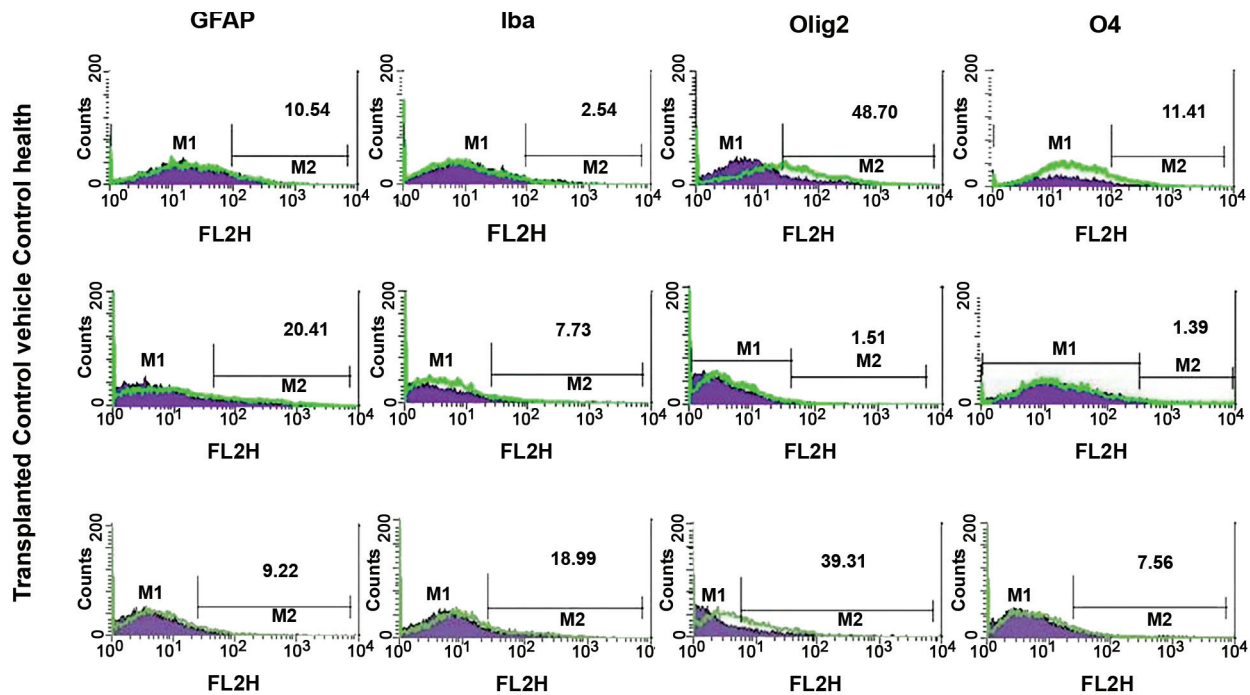 GFAP Iba Olig2 O4
Transplanted Control vehicle Control health
200 200 200 200
Counts Counts Counts Counts
10.54 2.54 48.70 11.41
M1 M1 M1 M1
M2 M2 M2 M2
0 0 0 0
10⁰ 10¹ 10² 10³ 10⁴ 10⁰ 10¹ 10² 10³ 10⁴ 10⁰ 10¹ 10² 10³ 10⁴ 10⁰ 10¹ 10² 10³ 10⁴
FL2H FL2H FL2H FL2H
200 200 200 200
Counts Counts Counts Counts
20.41 7.73 1.51 1.39
M1 M1 M1 M1
M2 M2 M2 M2
0 0 0 0
10⁰ 10¹ 10² 10³ 10⁴ 10⁰ 10¹ 10² 10³ 10⁴ 10⁰ 10¹ 10² 10³ 10⁴ 10⁰ 10¹ 10² 10³ 10⁴
FL2H FL2H FL2H FL2H
200 200 200 200
Counts Counts Counts Counts
9.22 18.99 39.31 7.56
M1 M1 M1 M1
M2 M2 M2 M2
0 0 0 0
10⁰ 10¹ 10² 10³ 10⁴ 10⁰ 10¹ 10² 10³ 10 10⁰ 10¹ 10² 10³ 10⁴ 10⁰ 10¹ 10² 10³ 10⁴
FL2H FL2H FL2H FL2H